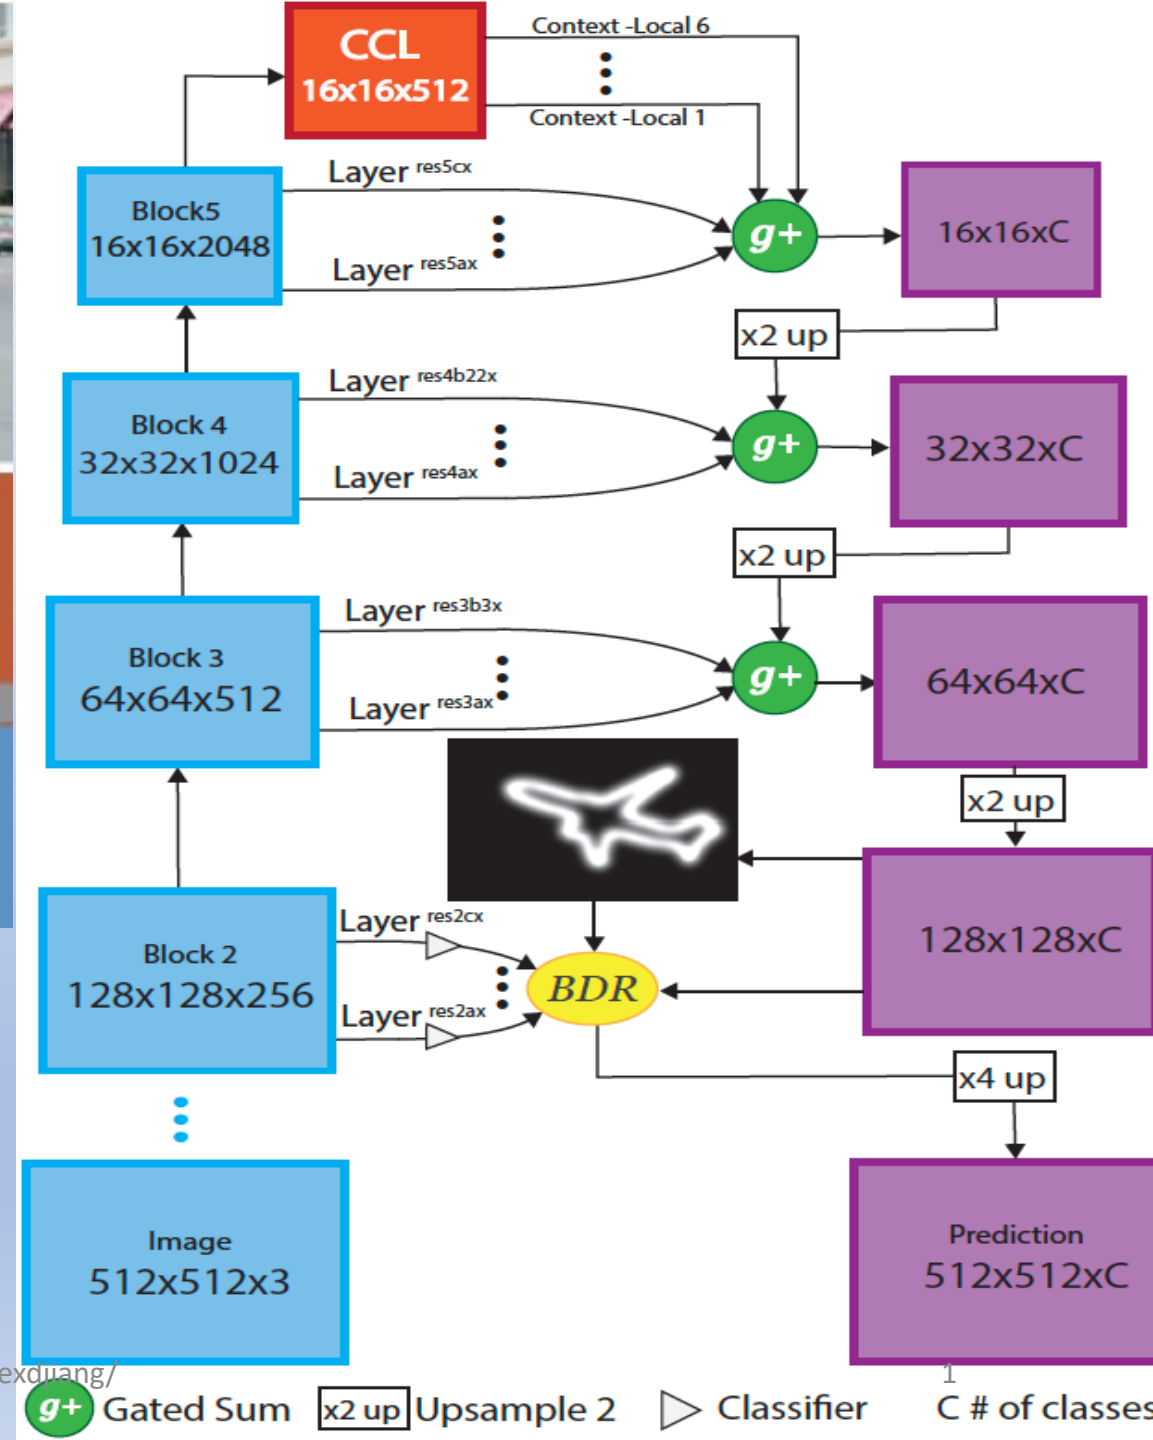 CCL
16x16x512
Context -Local 6
Context -Local 1
Layer res5cx
Block5
16x16x2048
Layer res5ax
g+
16x16xC
x2 up
Layer res4b22x
Block 4
32x32x1024
Layer res4ax
g+
32x32xC
x2 up
Layer res3b3x
Block 3
64x64x512
Layer res3ax
g+
64x64xC
x2 up
Layer res2cx
Block 2
128x128x256
Layer res2ax
BDR
128x128xC
x4 up
Image
512x512x3
Prediction
512x512xC
exdjiang/
1
g+ Gated Sum x2 up Upsample 2 Classifier C # of classes